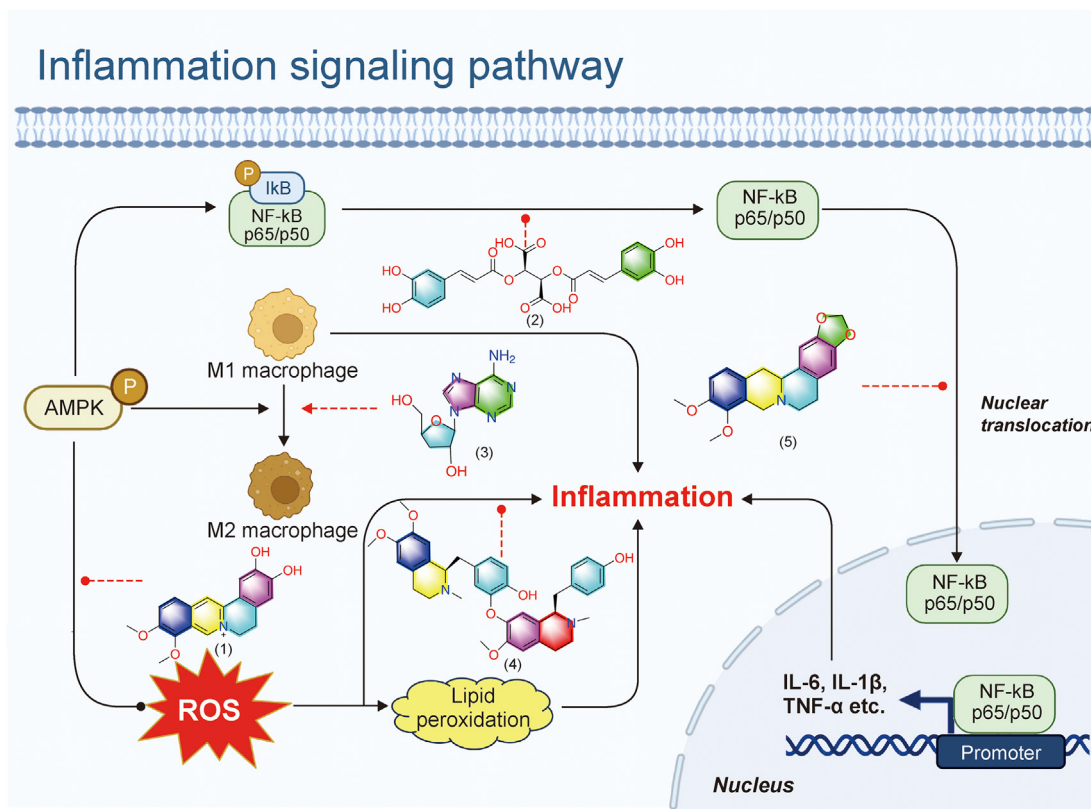 Inflammation signaling pathway
P
IkB
NF-kB
p65/p50
NF-kB
p65/p50
HO
HO
O
O
HO
O
O
O
O
OH
OH
OH
(2)
M1 macrophage
NH₂
N
N
N
N
HO
O
OH
(3)
AMPK
P
M2 macrophage
O
O
N
O
O
(5)
Nuclear
translocation
Inflammation
OH
OH
N+
O
O
(1)
O
O
N
OH
O
O
N
OH
(4)
NF-kB
p65/p50
ROS
Lipid
peroxidation
IL-6, IL-1β,
TNF-α etc.
NF-kB
p65/p50
Promoter
Nucleus